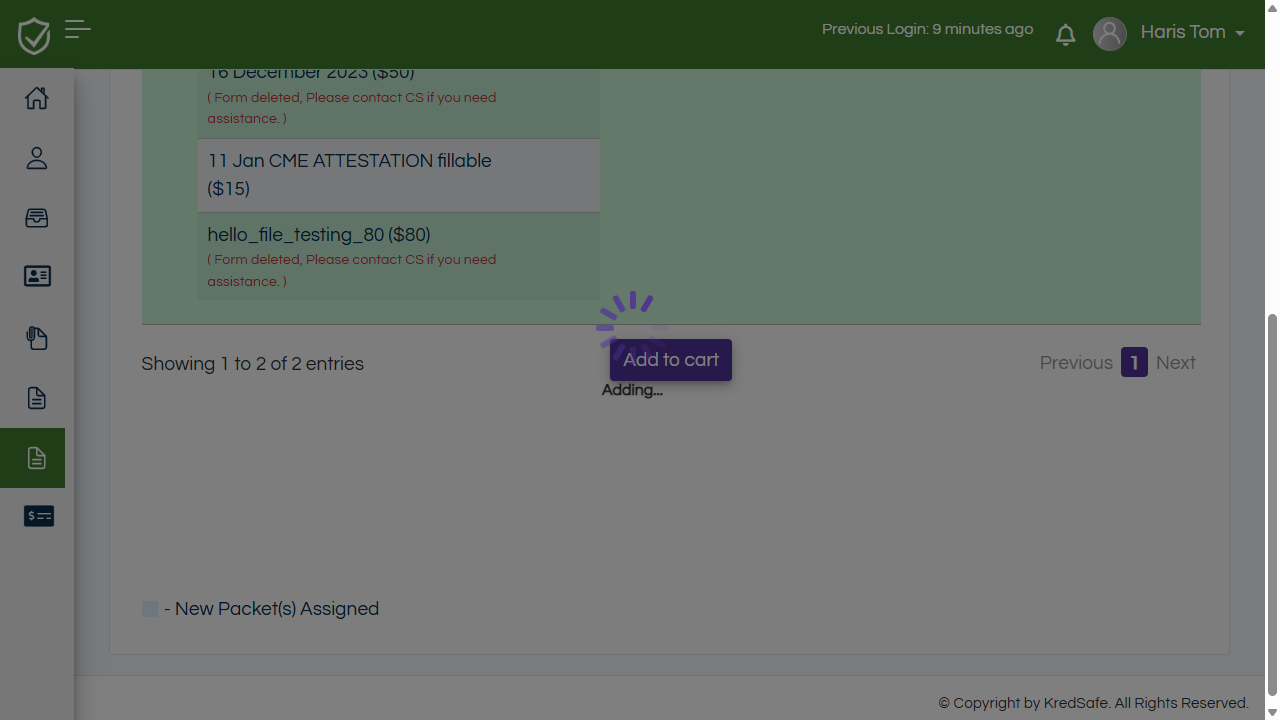 Previous Login: 9 minutes ago
Haris Tom
16 December 2023 ($50)
( Form deleted, Please contact CS if you need
assistance. )
11 Jan CME ATTESTATION fillable
($15)
hello_file_testing_80 ($80)
( Form deleted, Please contact CS if you need
assistance. )
Showing 1 to 2 of 2 entries
Add to cart
Previous 1 Next
Adding...
- New Packet(s) Assigned
© Copyright by KredSafe. All Rights Reserved.